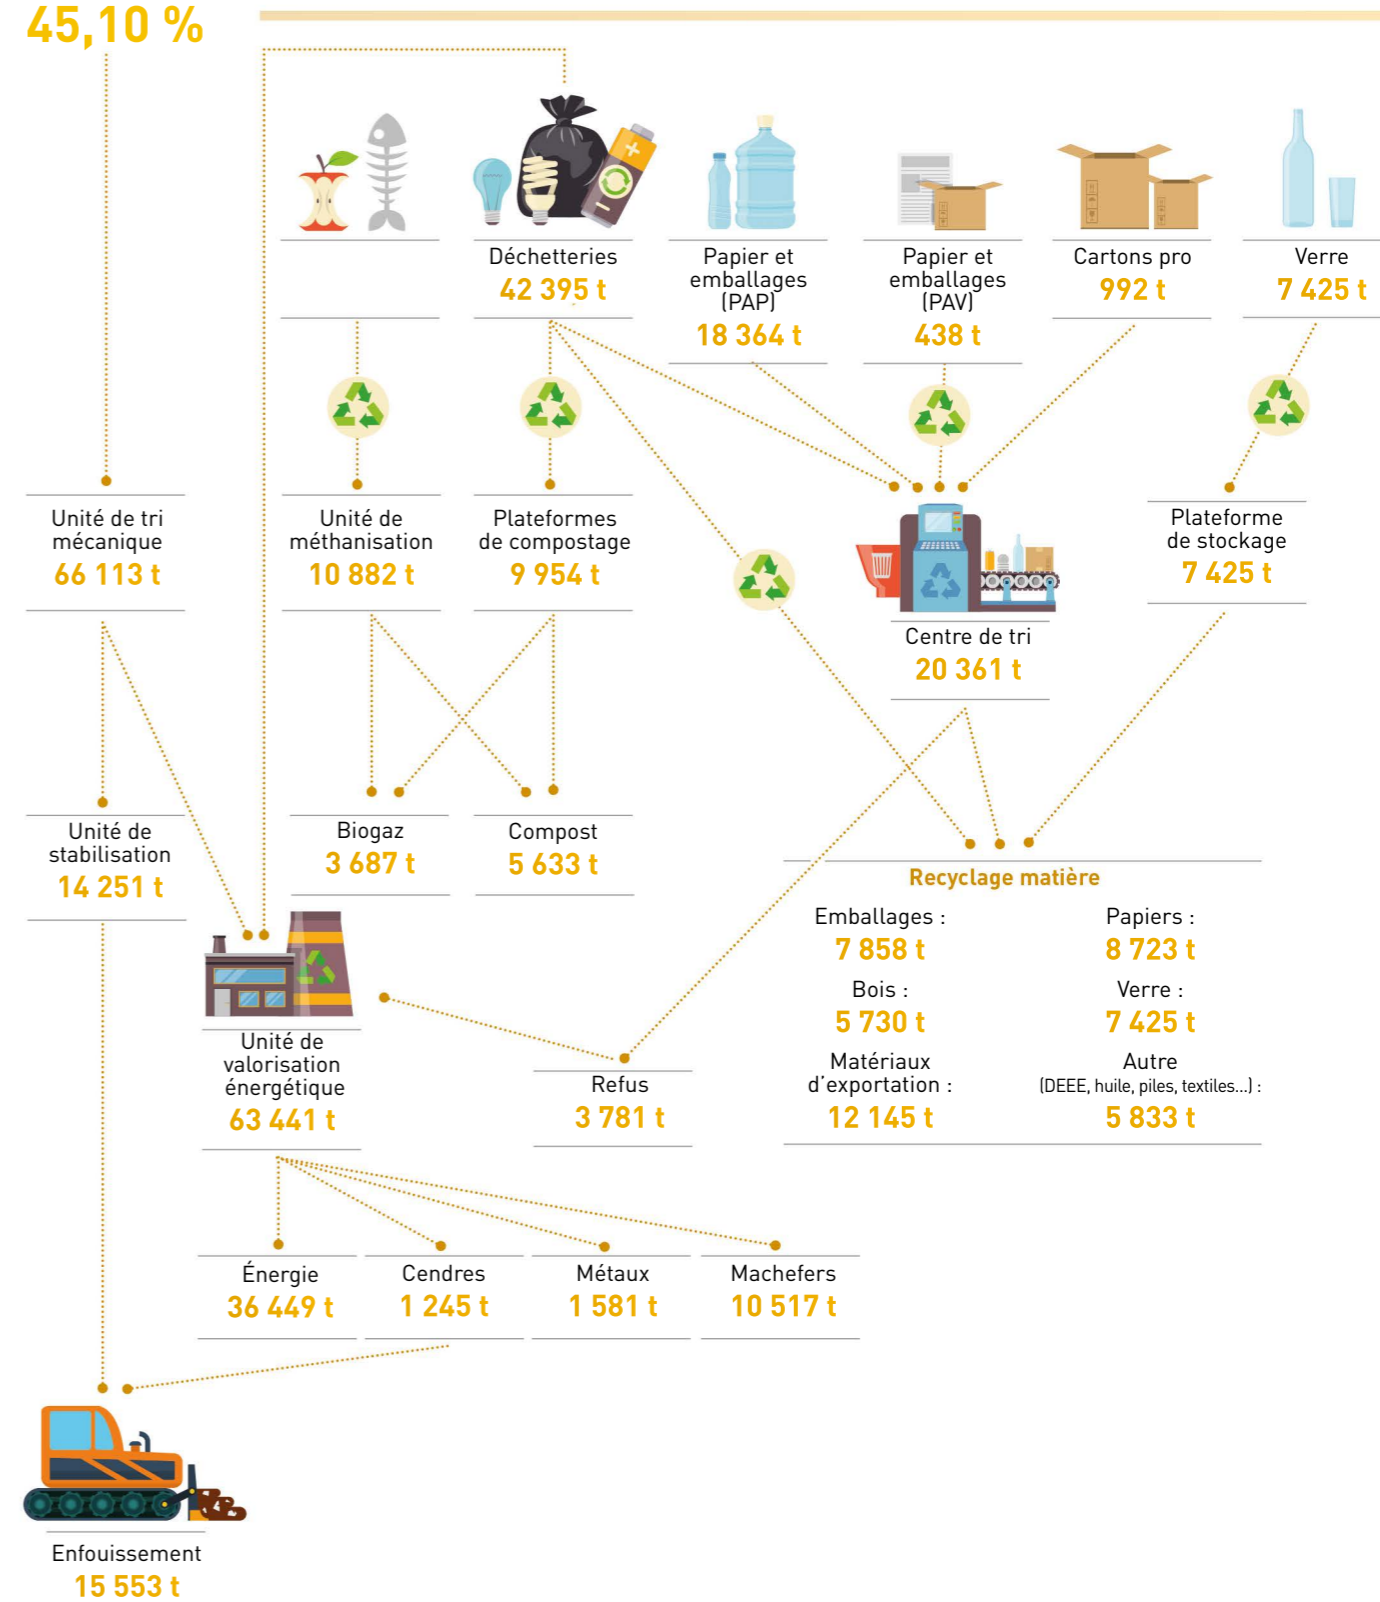 45,10 %
Déchetteries
42 395 t
Papier et
emballages
(PAP)
18 364 t
Papier et
emballages
(PAV)
438 t
Cartons pro
992 t
Verre
7 425 t
Unité de tri
mécanique
66 113 t
Unité de
méthanisation
10 882 t
Plateformes
de compostage
9 954 t
Centre de tri
20 361 t
Plateforme
de stockage
7 425 t
Unité de
stabilisation
14 251 t
Biogaz
3 687 t
Compost
5 633 t
Recyclage matière
Emballages :
7 858 t
Papiers :
8 723 t
Bois :
5 730 t
Verre :
7 425 t
Matériaux
d'exportation :
12 145 t
Autre
(DEEE, huile, piles, textiles...) :
5 833 t
Unité de
valorisation
énergétique
63 441 t
Refus
3 781 t
Énergie
36 449 t
Cendres
1 245 t
Métaux
1 581 t
Machefers
10 517 t
Enfouissement
15 553 t